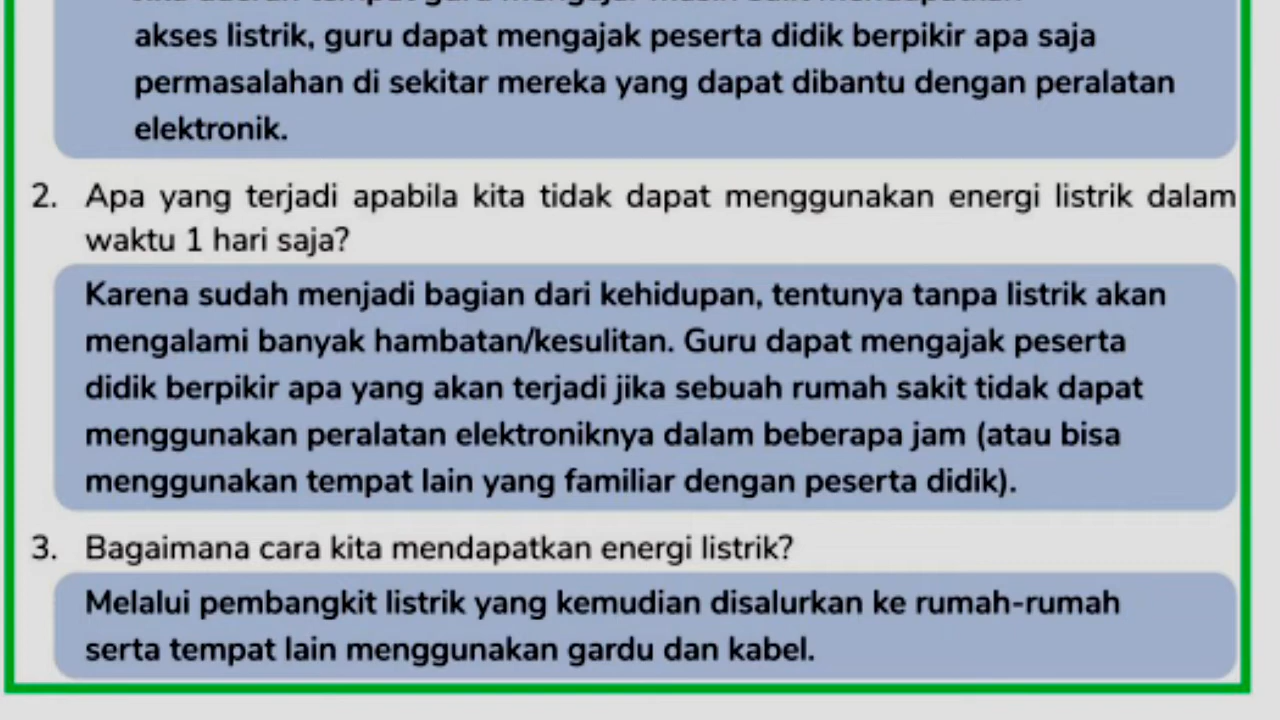 akses listrik, guru dapat mengajak peserta didik berpikir apa saja
permasalahan di sekitar mereka yang dapat dibantu dengan peralatan
elektronik.
2. Apa yang terjadi apabila kita tidak dapat menggunakan energi listrik dalam
waktu 1 hari saja?
Karena sudah menjadi bagian dari kehidupan, tentunya tanpa listrik akan
mengalami banyak hambatan/kesulitan. Guru dapat mengajak peserta
didik berpikir apa yang akan terjadi jika sebuah rumah sakit tidak dapat
menggunakan peralatan elektroniknya dalam beberapa jam (atau bisa
menggunakan tempat lain yang familiar dengan peserta didik).
3. Bagaimana cara kita mendapatkan energi listrik?
Melalui pembangkit listrik yang kemudian disalurkan ke rumah-rumah
serta tempat lain menggunakan gardu dan kabel.